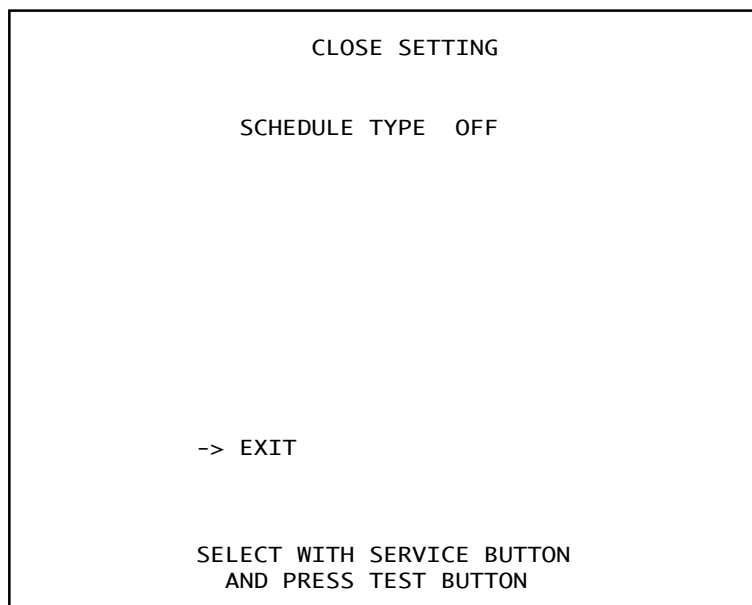 CLOSE SETTING
SCHEDULE TYPE OFF
-> EXIT
SELECT WITH SERVICE BUTTON
AND PRESS TEST BUTTON